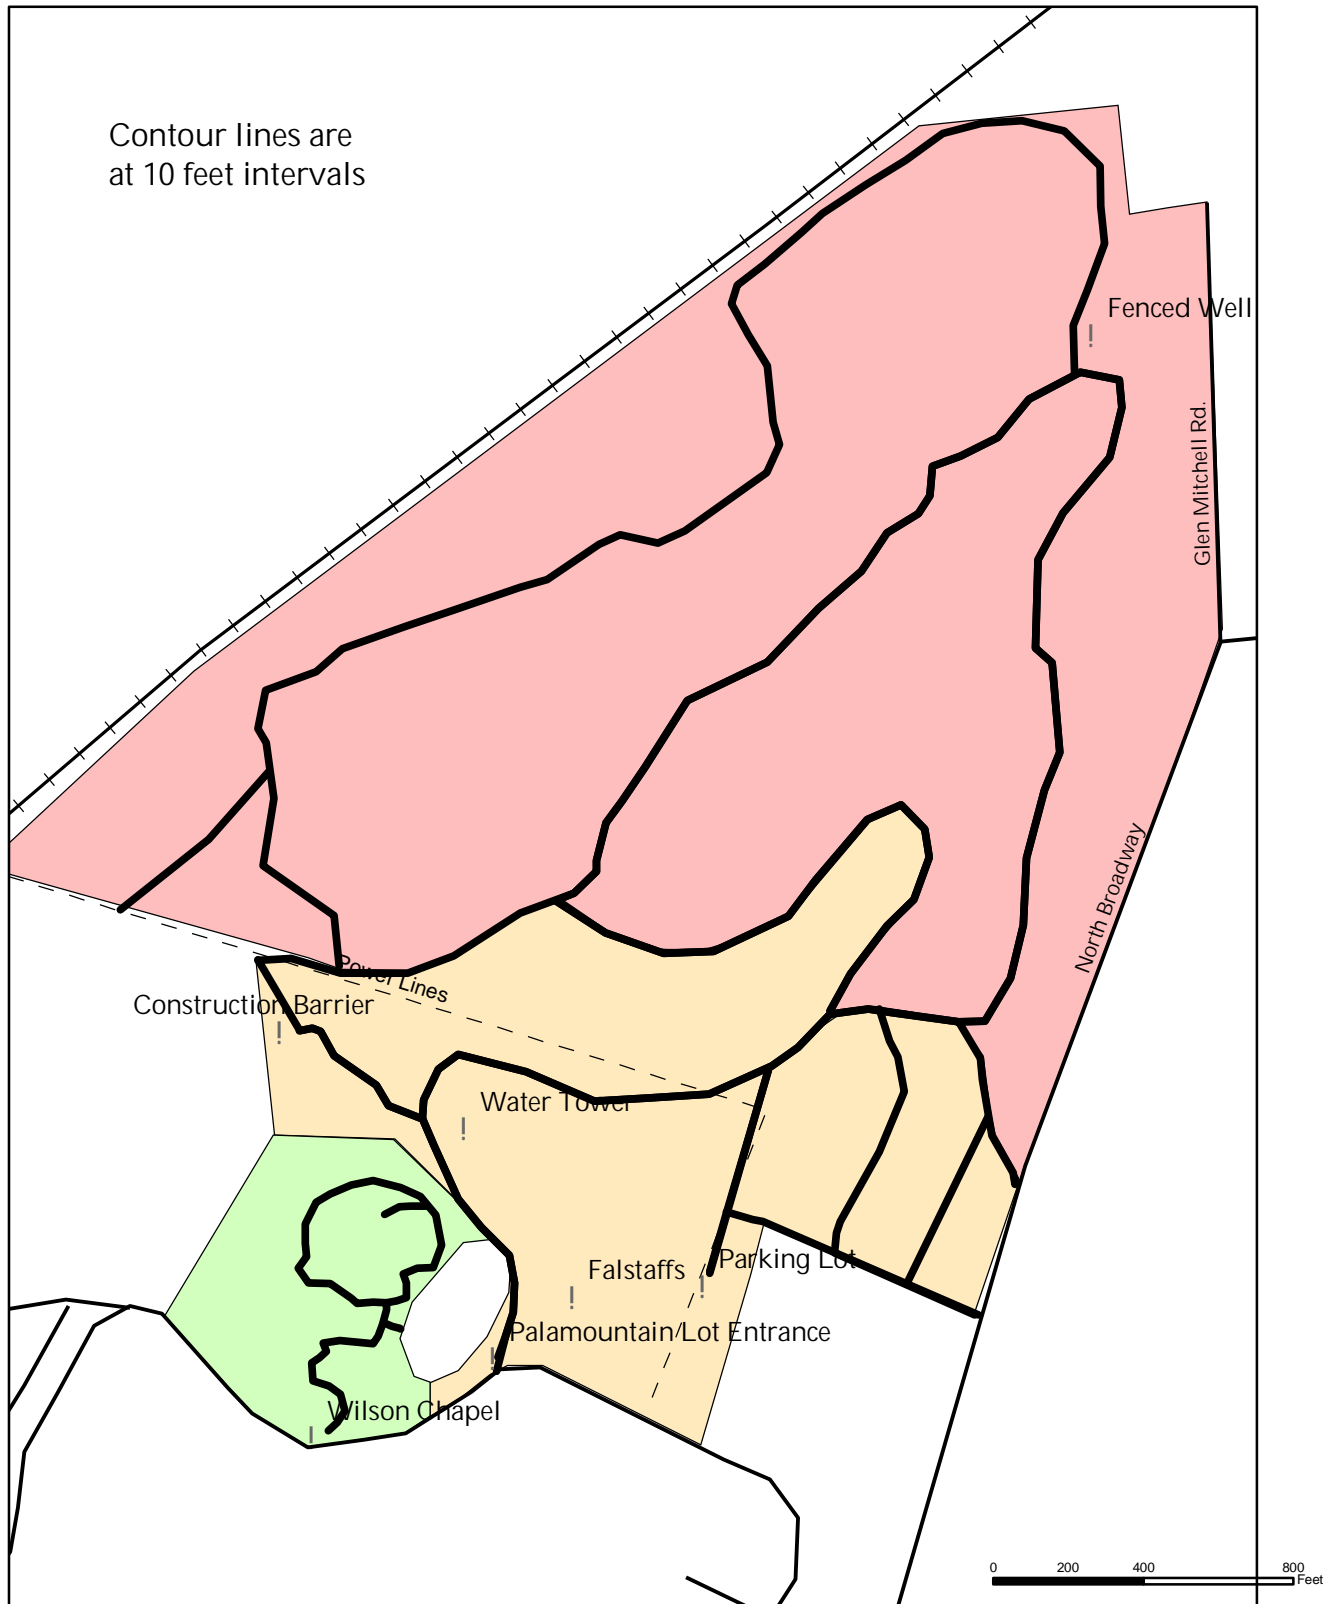 Contour lines are
at 10 feet intervals
Fenced Well
Glen Mitchell Rd.
North Broadway
Power Lines
Construction Barrier
Water Tower
Falstaffs
Parking Lot
Palamountain Lot Entrance
Wilson Chapel
0 200 400 800
Feet